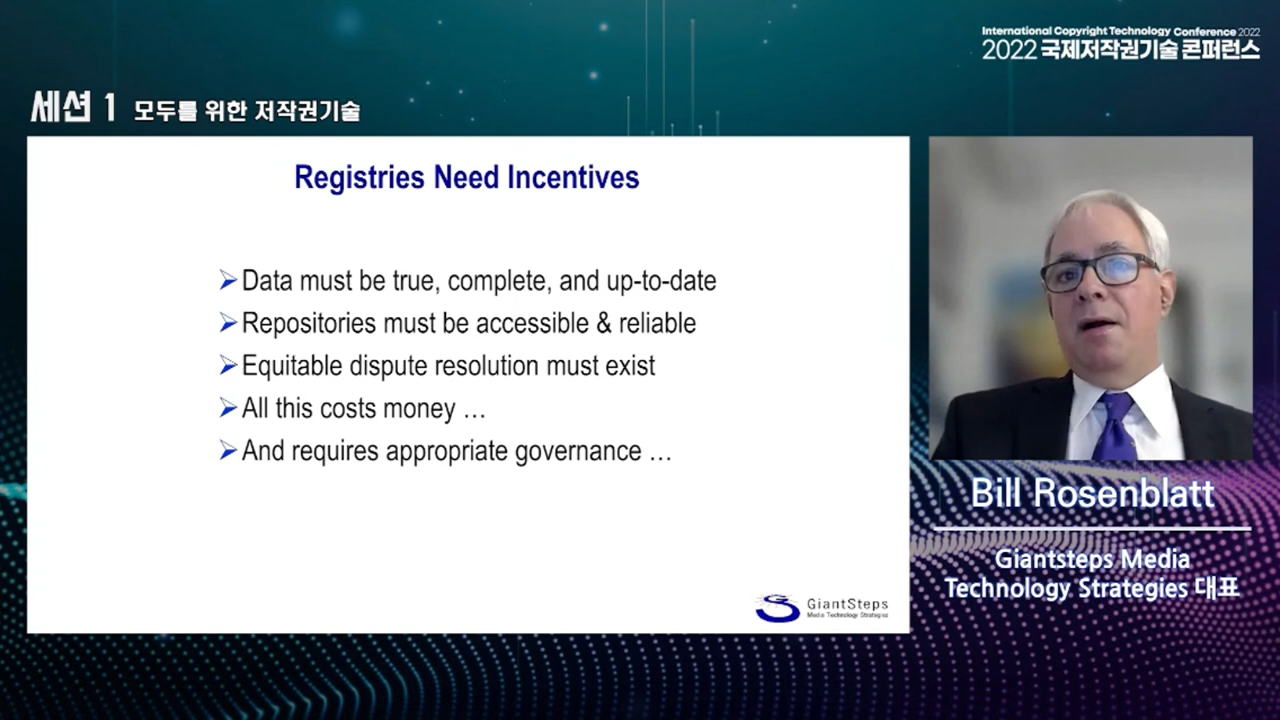 International Copyright Technology Conference 2022
2022 국제저작권기술 콘퍼런스
세션 1 모두를 위한 저작권기술
Registries Need Incentives
Data must be true, complete, and up-to-date
Repositories must be accessible & reliable
Equitable dispute resolution must exist
All this costs money …
And requires appropriate governance …
GiantSteps
Media Technology Strategies
Bill Rosenblatt
Giantsteps Media
Technology Strategies 대표